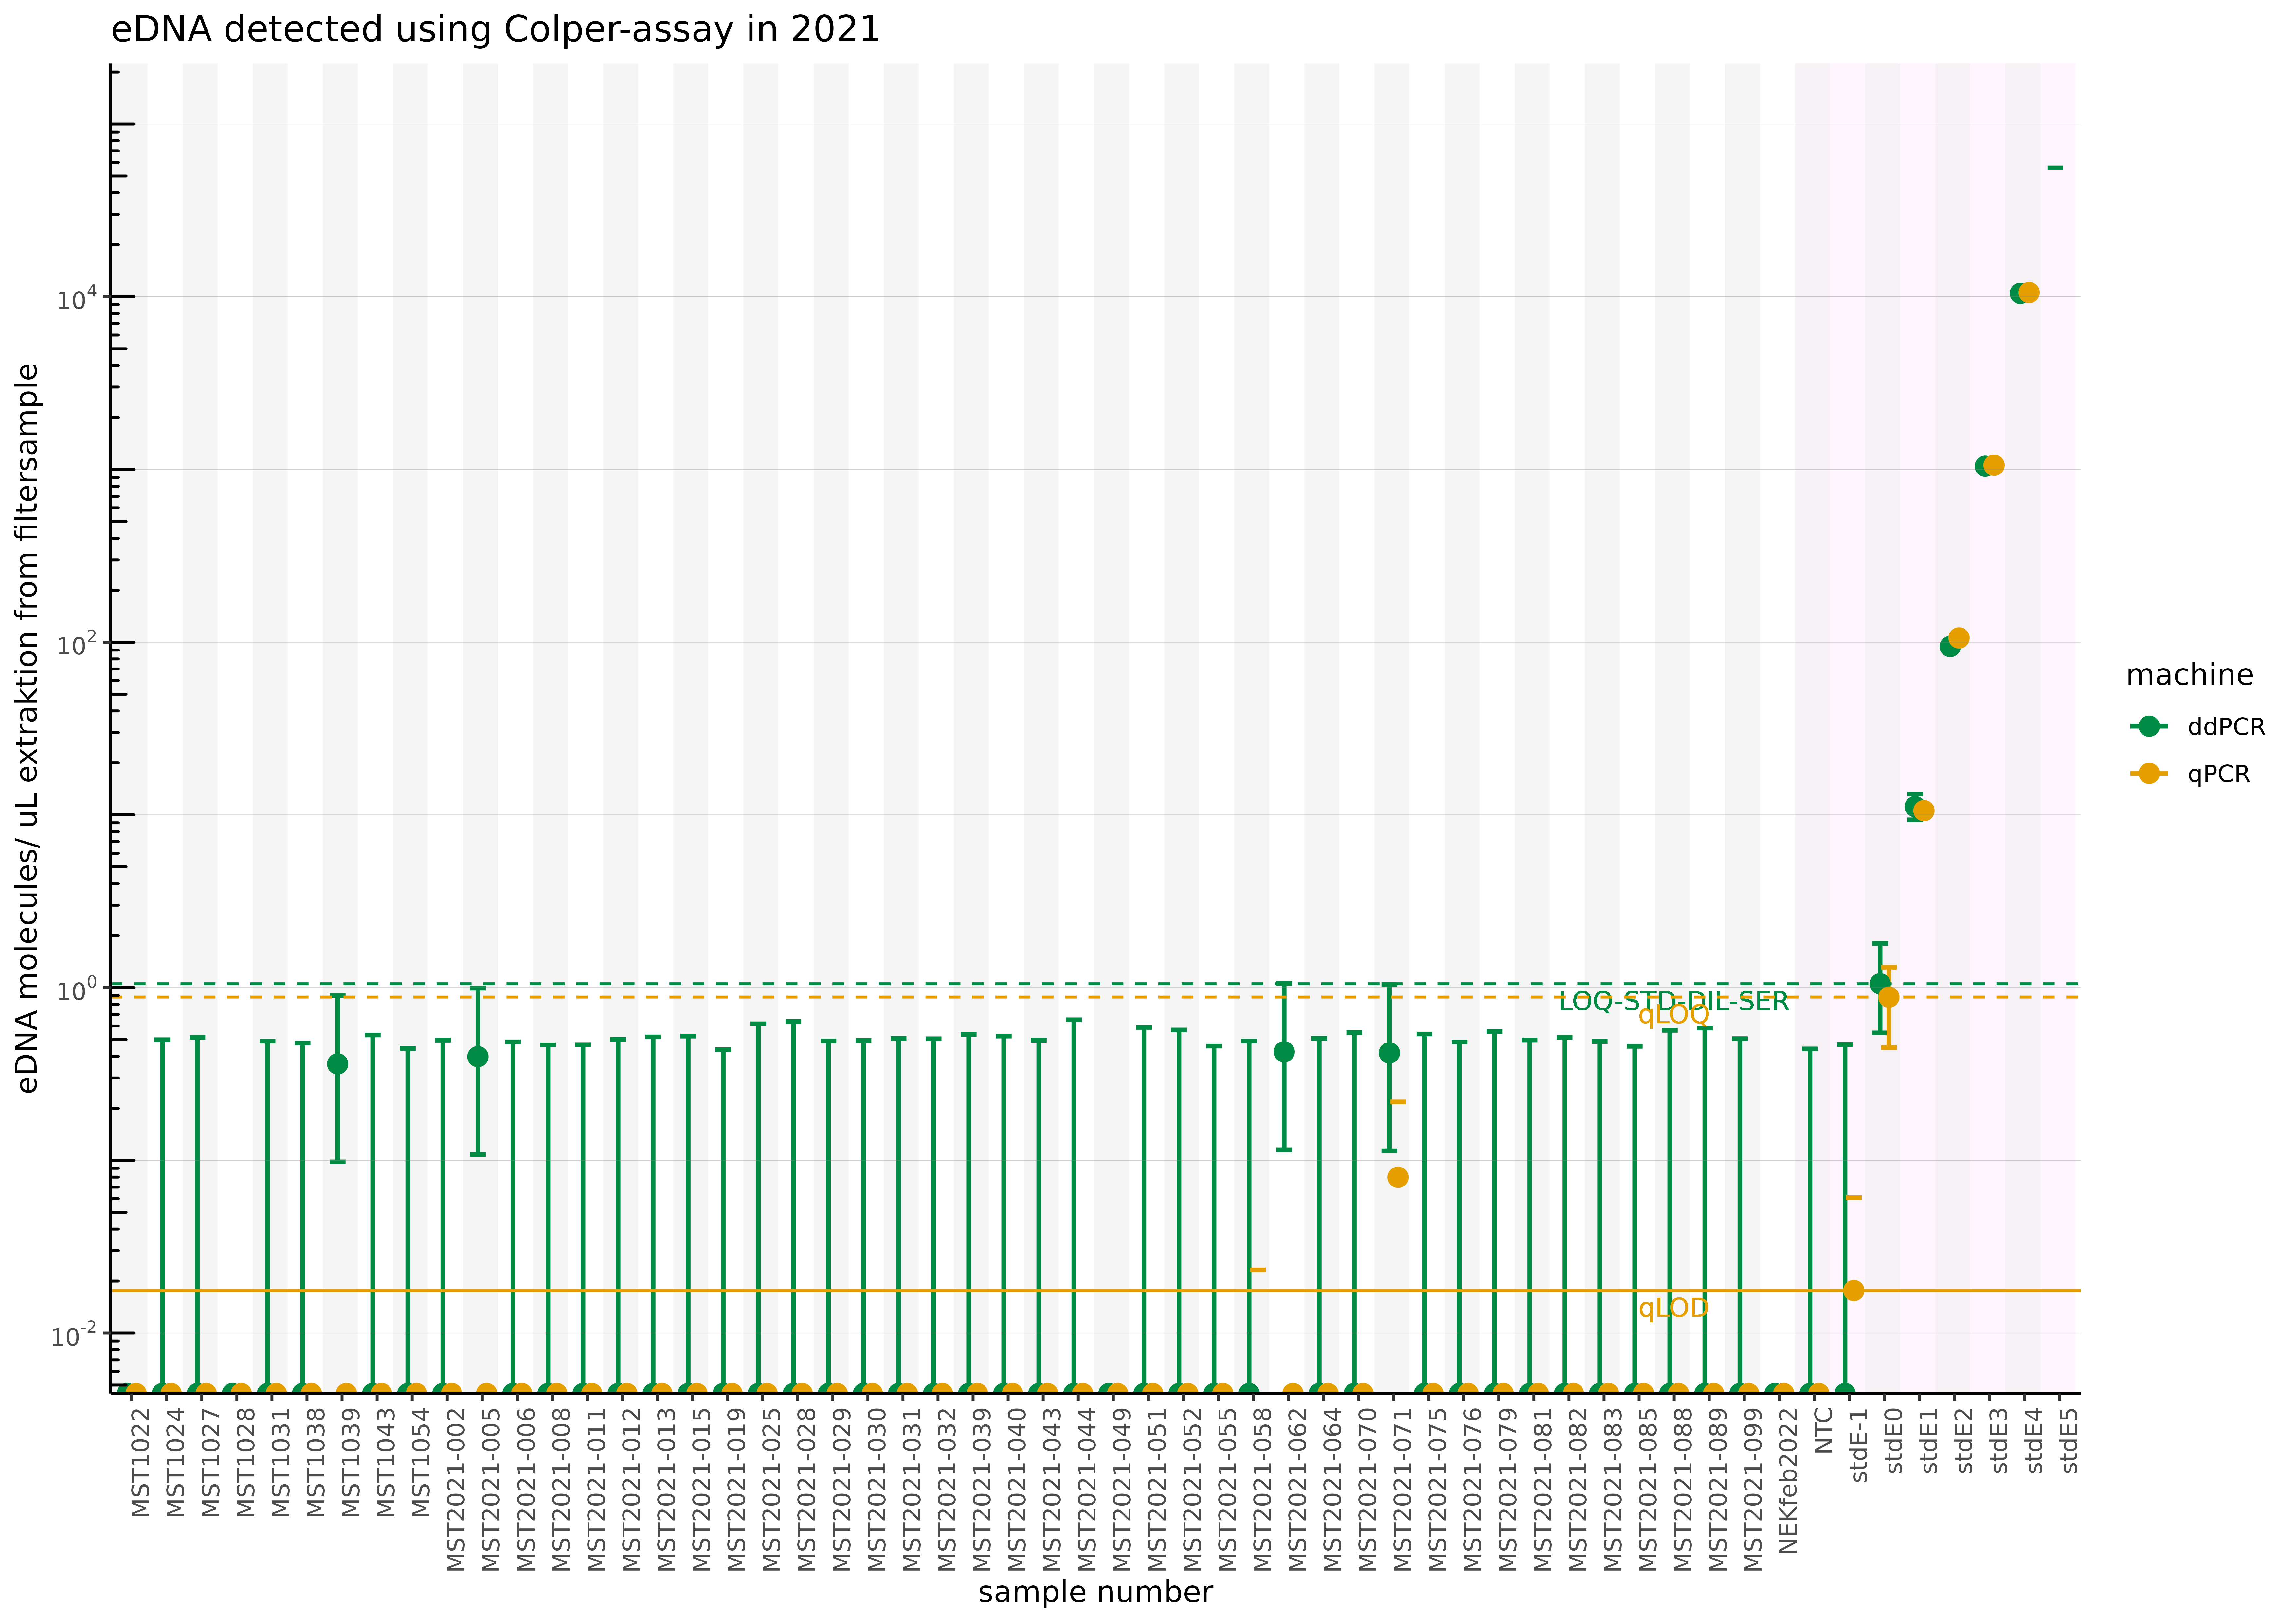 eDNA detected using Colper-assay in 2021
eDNA molecules/ uL extraktion from filtersample
10^4
10^2
10^0
10^-2
LOQ-STD-DIL-SER
qLOQ
qLOD
machine
ddPCR
qPCR
MST1022
MST1024
MST1027
MST1028
MST1031
MST1038
MST1039
MST1043
MST1054
MST2021-002
MST2021-005
MST2021-006
MST2021-008
MST2021-011
MST2021-012
MST2021-013
MST2021-015
MST2021-019
MST2021-025
MST2021-028
MST2021-029
MST2021-030
MST2021-031
MST2021-032
MST2021-039
MST2021-040
MST2021-043
MST2021-044
MST2021-049
MST2021-051
MST2021-052
MST2021-055
MST2021-058
MST2021-062
MST2021-064
MST2021-070
MST2021-071
MST2021-075
MST2021-076
MST2021-079
MST2021-081
MST2021-082
MST2021-083
MST2021-085
MST2021-088
MST2021-089
MST2021-099
NEKfeb2022
NTC
stdE-1
stdE0
stdE1
stdE2
stdE3
stdE4
stdE5
sample number